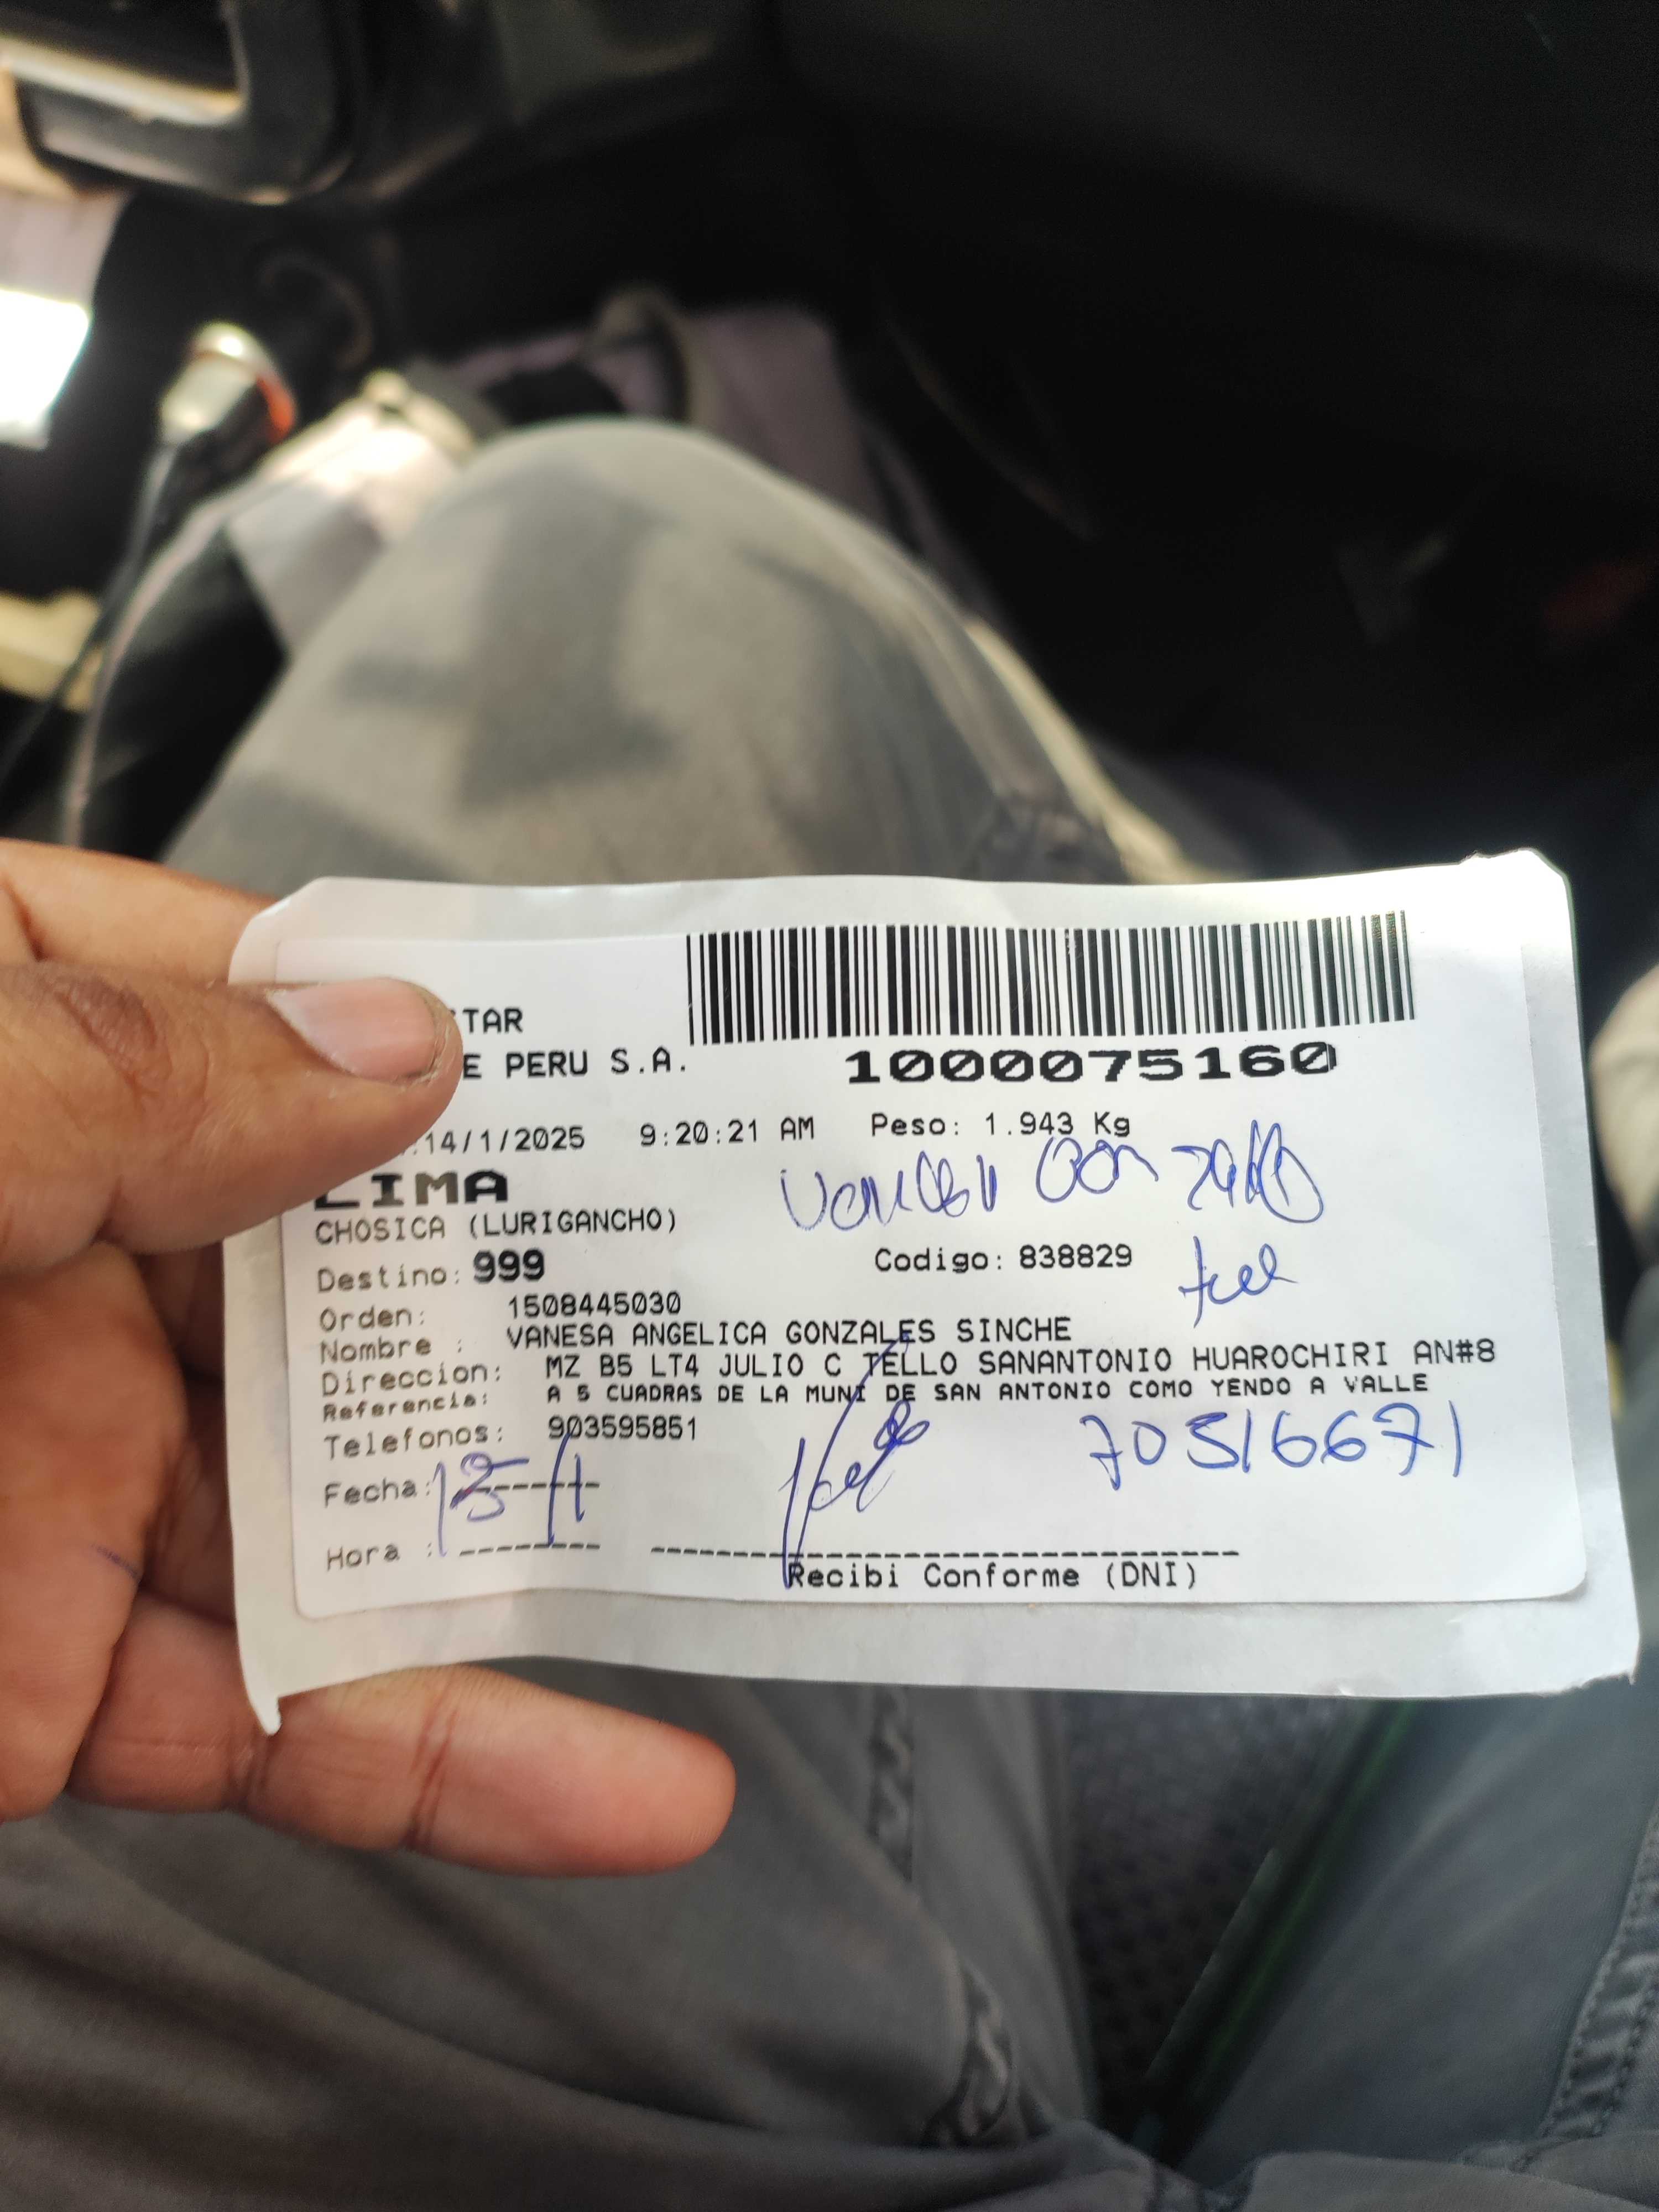 TAR
E PERU S.A.
1000075160
14/1/2025 9:20:21 AM Peso: 1.943 Kg
LIMA
CHOSICA (LURIGANCHO)
Destino: 999 Codigo: 838829
Orden: 1508445030
Nombre : VANESA ANGELICA GONZALES SINCHE
Direccion: MZ B5 LT4 JULIO C TELLO SANANTONIO HUAROCHIRI AN#8
Referencia: A 5 CUADRAS DE LA MUNI DE SAN ANTONIO COMO YENDO A VALLE
Telefonos: 903595851
70316671
Fecha:
Hora :
Recibi Conforme (DNI)